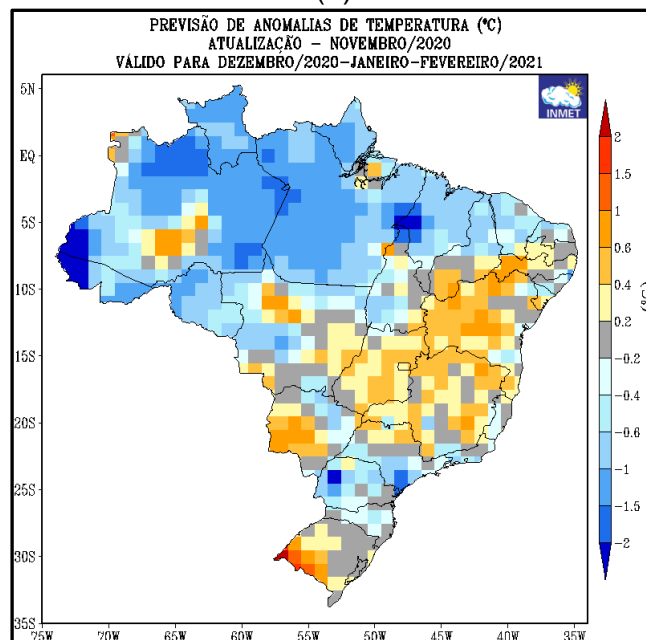 PREVISÃO DE ANOMALIAS DE TEMPERATURA (°C)
ATUALIZAÇÃO - NOVEMBRO/2020
VÁLIDO PARA DEZEMBRO/2020-JANEIRO-FEVEREIRO/2021
INMET
5N
EQ
5S
10S
15S
20S
25S
30S
35S
75W
70W
65W
60W
55W
50W
45W
40W
35W
2
1.5
1
0.6
0.4
0.2
-0.2
-0.4
-0.6
-1
-1.5
-2
(°C)